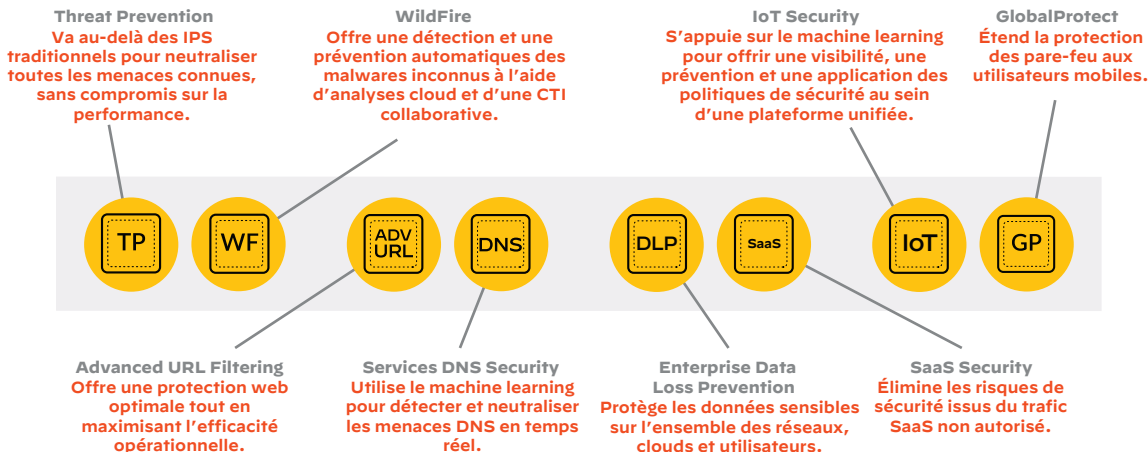 Threat Prevention
Va au-delà des IPS
traditionnels pour neutraliser
toutes les menaces connues,
sans compromis sur la
performance.
WildFire
Offre une détection et une
prévention automatiques des
malwares inconnus à l’aide
d’analyses cloud et d’une CTI
collaborative.
IoT Security
S’appuie sur le machine learning
pour offrir une visibilité, une
prévention et une application des
politiques de sécurité au sein
d’une plateforme unifiée.
GlobalProtect
Étend la protection
des pare-feu aux
utilisateurs mobiles.
TP
WF
ADV
URL
DNS
DLP
SaaS
IoT
GP
Advanced URL Filtering
Offre une protection web
optimale tout en
maximisant l’efficacité
opérationnelle.
Services DNS Security
Utilise le machine learning
pour détecter et neutraliser
les menaces DNS en temps
réel.
Enterprise Data
Loss Prevention
Protège les données sensibles
sur l’ensemble des réseaux,
clouds et utilisateurs.
SaaS Security
Élimine les risques de
sécurité issus du trafic
SaaS non autorisé.